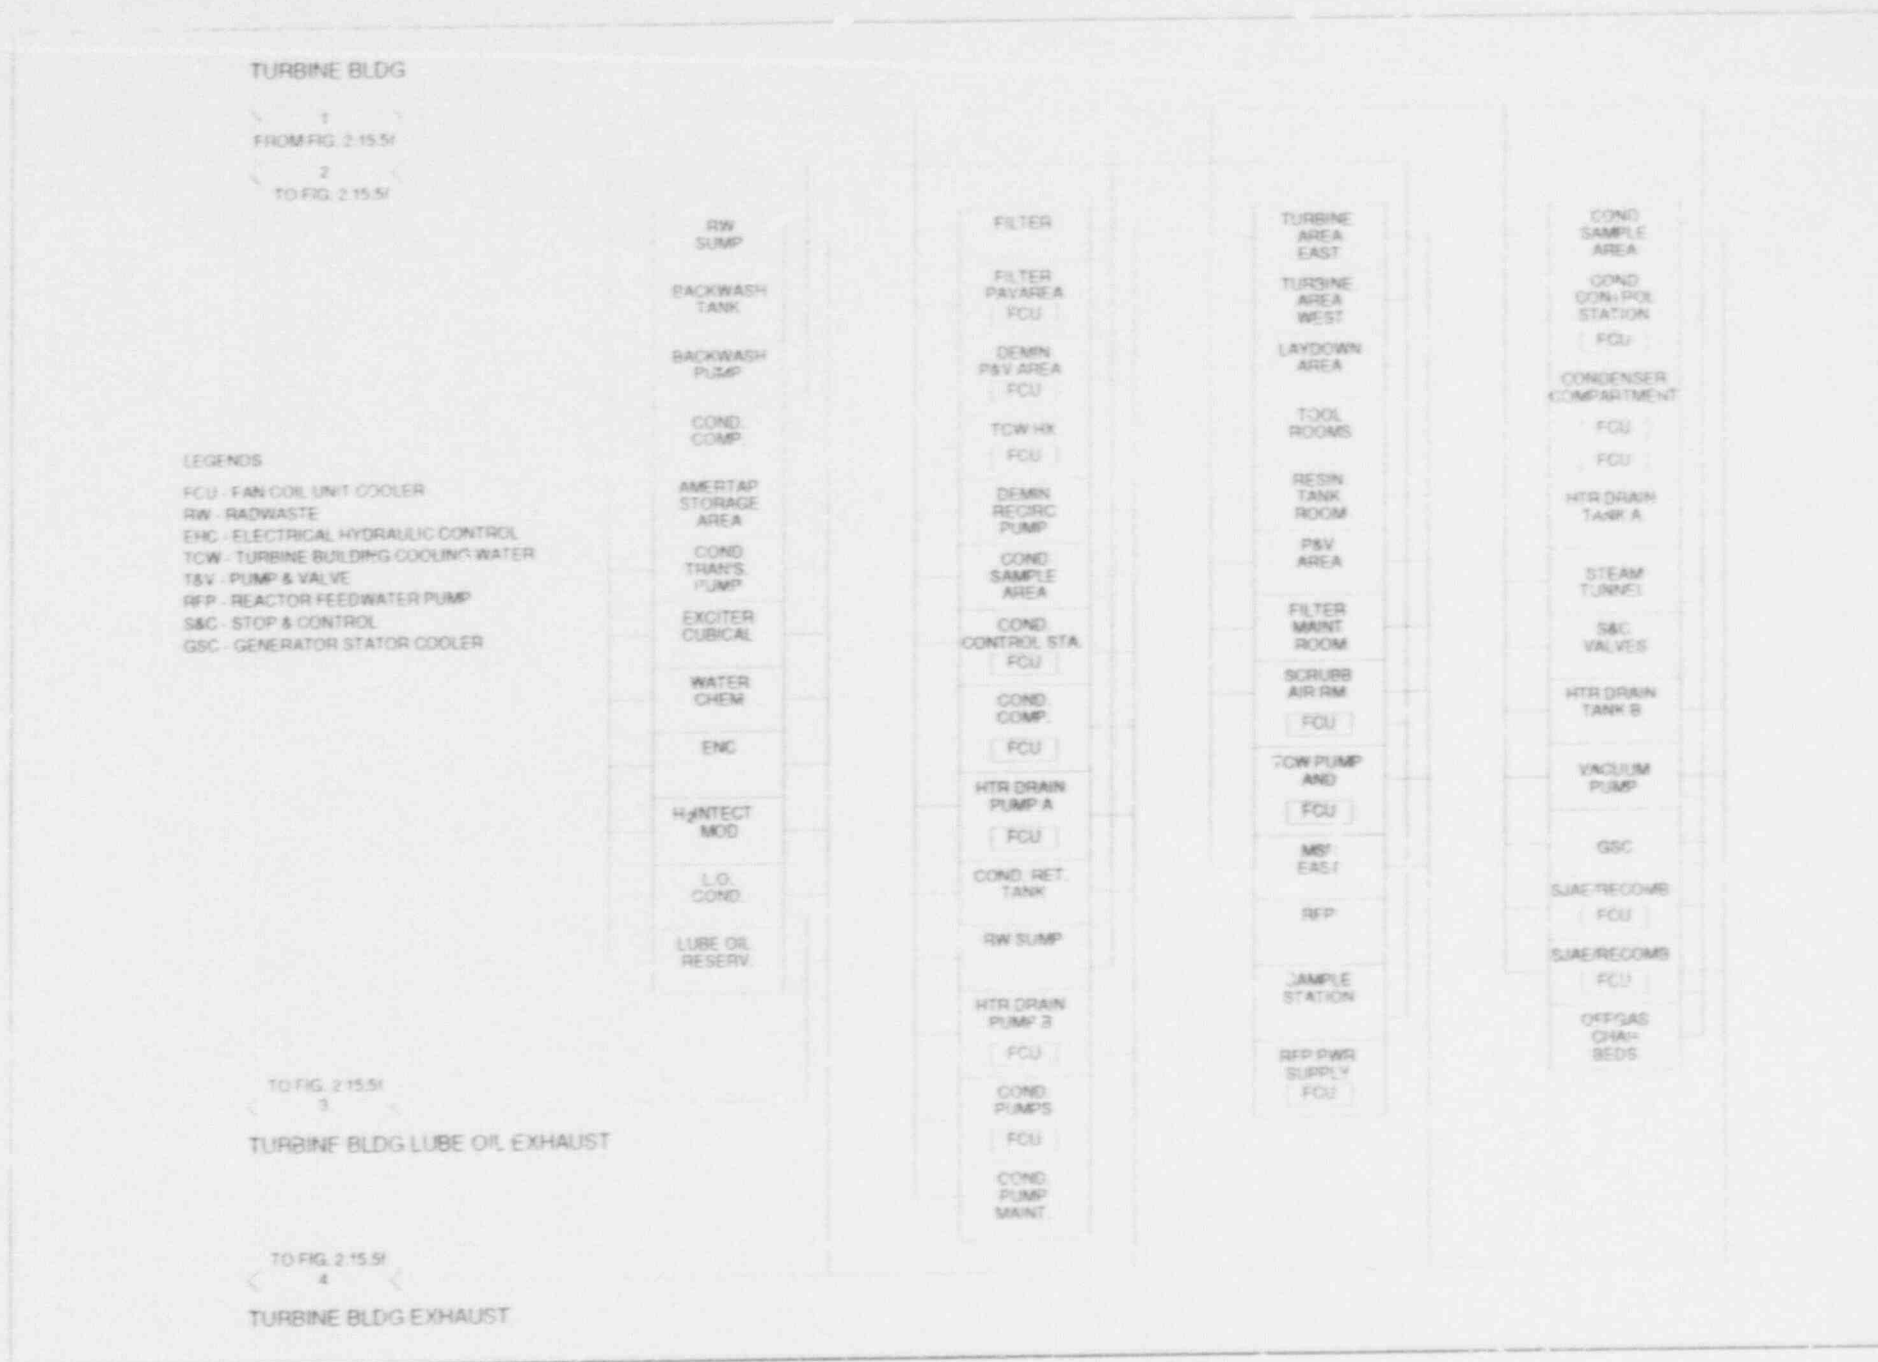 TURBINE BLDG
1
FROM FIG. 2.15.5f
2
TO FIG. 2.15.5f
LEGENDS
FCU - FAN COIL UNIT COOLER
RW - RADWASTE
EHC - ELECTRICAL HYDRAULIC CONTROL
TCW - TURBINE BUILDING COOLING WATER
T&V - PUMP & VALVE
RFP - REACTOR FEEDWATER PUMP
S&C - STOP & CONTROL
GSC - GENERATOR STATOR COOLER
TO FIG. 2.15.5f
3
TURBINE BLDG LUBE OIL EXHAUST
TO FIG. 2.15.5f
4
TURBINE BLDG EXHAUST
RW
SUMP
BACKWASH
TANK
BACKWASH
PUMP
COND.
COMP.
AMERTAP
STORAGE
AREA
COND
TRAN'S.
PUMP
EXCITER
CUBICAL
WATER
CHEM
ENC
H2INTECT
MOD
L.O.
COND.
LUBE OIL
RESERV.
FILTER
FILTER
PAVAREA
FCU
DEMIN
P&V AREA
FCU
TCW HX
FCU
DEMIN
RECIRC
PUMP
COND
SAMPLE
AREA
COND.
CONTROL STA.
FCU
COND.
COMP.
FCU
HTR DRAIN
PUMP A
FCU
COND. RET.
TANK
RW SUMP
HTR DRAIN
PUMP B
FCU
COND.
PUMPS
FCU
COND.
PUMP
MAINT.
TURBINE
AREA
EAST
TURBINE
AREA
WEST
LAYDOWN
AREA
TOOL
ROOMS
RESIN
TANK
ROOM
P&V
AREA
FILTER
MAINT
ROOM
SCRUBB
AIR RM
FCU
TCW PUMP
AND
FCU
EAST
RFP
SAMPLE
STATION
RFP PWR
SUPPLY
FCU
COND
SAMPLE
AREA
COND
CONTROL
STATION
FCU
CONDENSER
COMPARTMENT
FCU
FCU
HTR DRAIN
TANK A
STEAM
TUNNEL
S&C
VALVES
HTR DRAIN
TANK B
VACUUM
PUMP
GSC
SJAE/RECOMB
FCU
SJAE/RECOMB
FCU
OFFGAS
BEDS